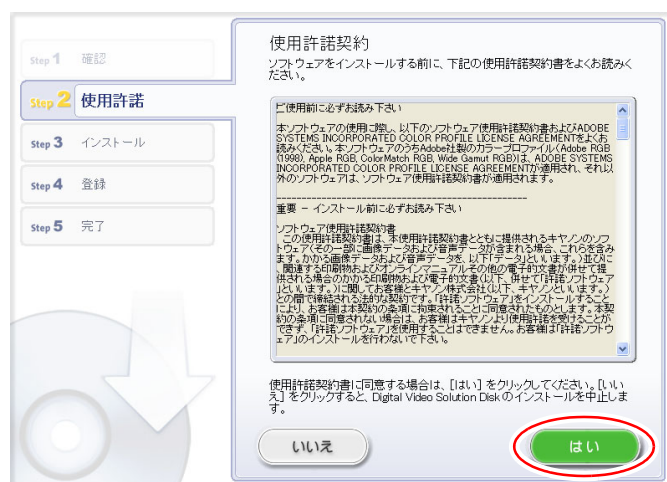 Step 1 確認
Step 2 使用許諾
Step 3 インストール
Step 4 登録
Step 5 完了
使用許諾契約
ソフトウェアをインストールする前に、下記の使用許諾契約書をよくお読みく
ださい。
ご使用前に必ずお読み下さい
本ソフトウェアの使用に際し、以下のソフトウェア使用許諾契約書およびADOBE
SYSTEMS INCORPORATED COLOR PROFILE LICENSE AGREEMENTをよくお
読みください。本ソフトウェアのうちAdobe社製のカラープロファイル(Adobe RGB
(1998), Apple RGB, ColorMatch RGB, Wide Gamut RGB)は、ADOBE SYSTEMS
INCORPORATED COLOR PROFILE LICENSE AGREEMENTが適用され、それ以
外のソフトウェアは、ソフトウェア使用許諾契約書が適用されます。
------------------------------------------------------
重要 - インストール前に必ずお読み下さい
ソフトウェア使用許諾契約書
この使用許諾契約書は、本使用許諾契約書とともに提供されるキヤノンのソフ
トウェア(その一部に画像データおよび音声データが含まれる場合、これらを含み
ます。かかる画像データおよび音声データを、以下「データ」といいます。)並びに
、関連する印刷物およびオンラインマニュアルその他の電子的文書が併せて提
供される場合のかかる印刷物および電子的文書(以下、併せて「許諾ソフトウェア
」といいます。)に関してお客様とキヤノン株式会社(以下、キヤノンといいます。)
との間で締結される法的な契約です。「許諾ソフトウェア」をインストールすること
により、お客様は本契約の条項に拘束されることに同意されたものとします。本契
約の条項に同意されない場合は、お客様はキヤノンより使用許諾を受けることが
できず、「許諾ソフトウェア」を使用することはできません。お客様は「許諾ソフトウ
ェア」のインストールを行わないで下さい。
使用許諾契約書に同意する場合は、[はい] をクリックしてください。[いい
え] をクリックすると、Digital Video Solution Diskのインストールを中止しま
す。
いいえ
はい